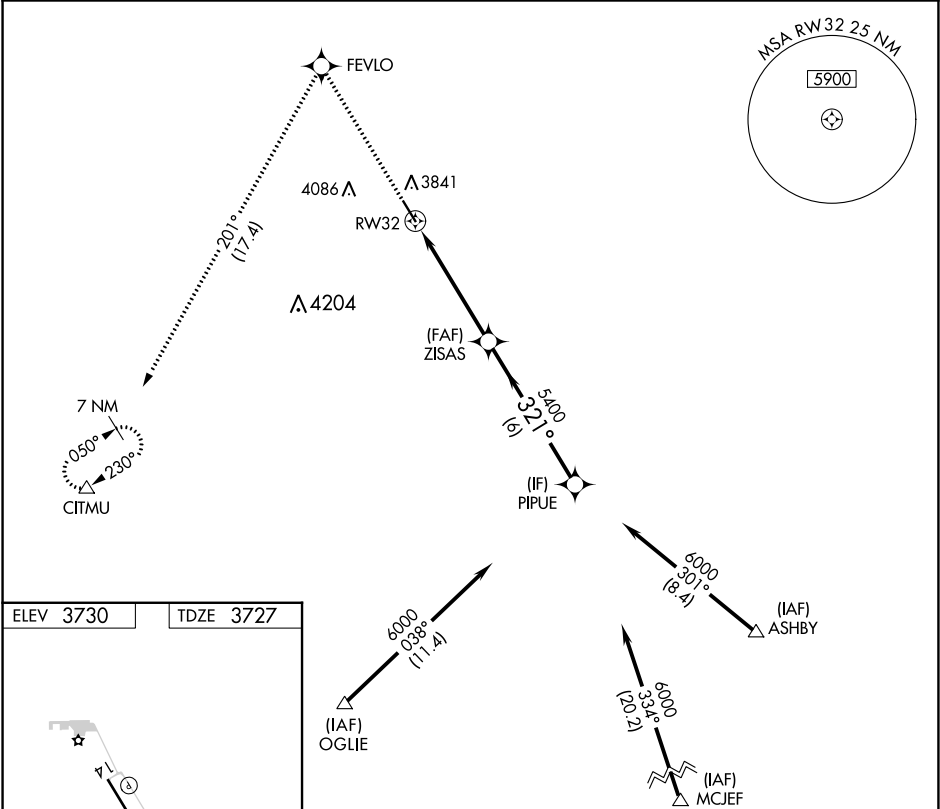 MSA RW32 25 NM
5900
FEVLO
4086
3841
RW32
201°
(17.4)
4204
(FAF)
ZISAS
7 NM
050°
230°
CITMU
5400
321°
(6)
(IF)
PIPUE
6000
301°
(8.4)
(IAF)
ASHBY
6000
038°
(11.4)
(IAF)
OGLIE
6000
334°
(20.2)
(IAF)
MCJEF
ELEV 3730
TDZE 3727
14
P